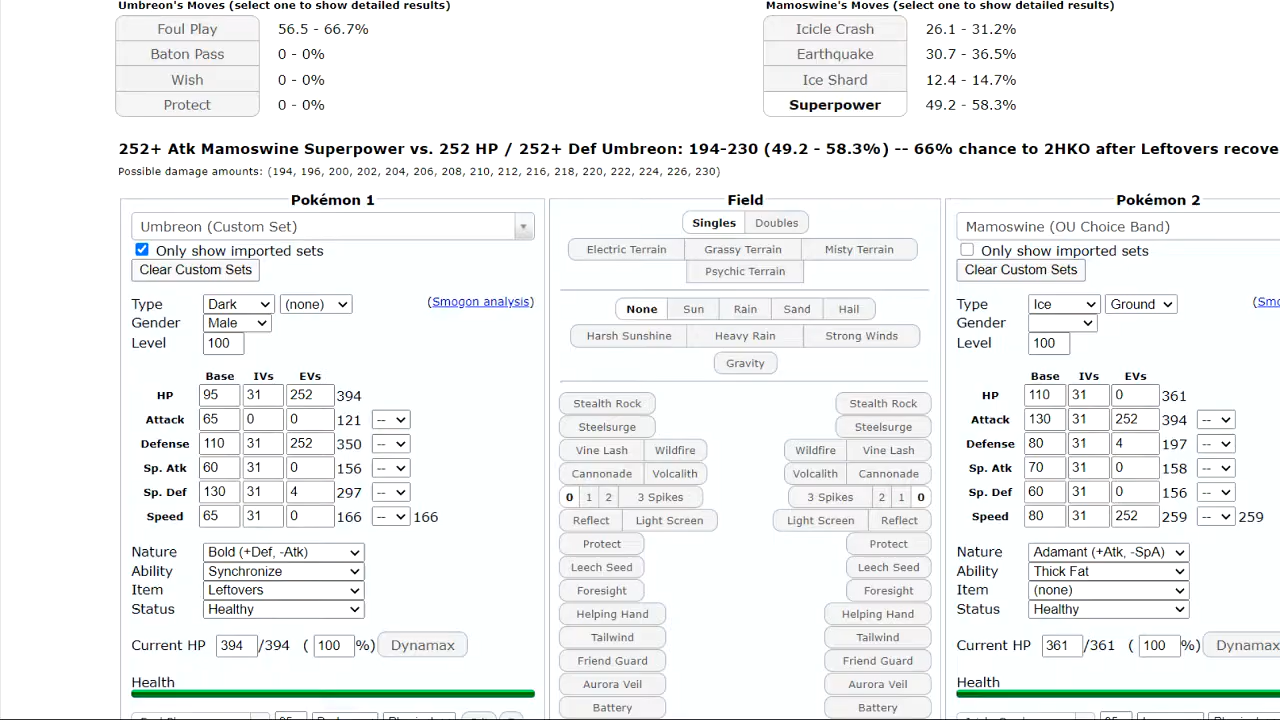 Umbreon's Moves (select one to show detailed results) Mamoswine's Moves (select one to show detailed results)
Foul Play 56.5 - 66.7% Icicle Crash 26.1 - 31.2%
Baton Pass 0 - 0% Earthquake 30.7 - 36.5%
Wish 0 - 0% Ice Shard 12.4 - 14.7%
Protect 0 - 0% Superpower 49.2 - 58.3%
252+ Atk Mamoswine Superpower vs. 252 HP / 252+ Def Umbreon: 194-230 (49.2 - 58.3%) -- 66% chance to 2HKO after Leftovers recove
Possible damage amounts: (194, 196, 200, 202, 204, 206, 208, 210, 212, 216, 218, 220, 222, 224, 226, 230)
Pokémon 1
Umbreon (Custom Set)
Only show imported sets
Clear Custom Sets
Type Dark (none) (Smogon analysis)
Gender Male
Level 100
Base IVs EVs
HP 95 31 252 394
Attack 65 0 0 121 --
Defense 110 31 252 350 --
Sp. Atk 60 31 0 156 --
Sp. Def 130 31 4 297 --
Speed 65 31 0 166 -- 166
Nature Bold (+Def, -Atk)
Ability Synchronize
Item Leftovers
Status Healthy
Current HP 394 /394 ( 100 %) Dynamax
Health
Field
Singles Doubles
Electric Terrain Grassy Terrain Misty Terrain
Psychic Terrain
None Sun Rain Sand Hail
Harsh Sunshine Heavy Rain Strong Winds
Gravity
Stealth Rock Stealth Rock
Steelsurge Steelsurge
Vine Lash Wildfire Wildfire Vine Lash
Cannonade Volcalith Volcalith Cannonade
0 1 2 3 Spikes 3 Spikes 2 1 0
Reflect Light Screen Light Screen Reflect
Protect Protect
Leech Seed Leech Seed
Foresight Foresight
Helping Hand Helping Hand
Tailwind Tailwind
Friend Guard Friend Guard
Aurora Veil Aurora Veil
Battery Battery
Pokémon 2
Mamoswine (OU Choice Band)
Only show imported sets
Clear Custom Sets
Type Ice Ground (Smo
Gender
Level 100
Base IVs EVs
HP 110 31 0 361
Attack 130 31 252 394 --
Defense 80 31 4 197 --
Sp. Atk 70 31 0 158 --
Sp. Def 60 31 0 156 --
Speed 80 31 252 259 -- 259
Nature Adamant (+Atk, -SpA)
Ability Thick Fat
Item (none)
Status Healthy
Current HP 361 /361 ( 100 %) Dynamax
Health